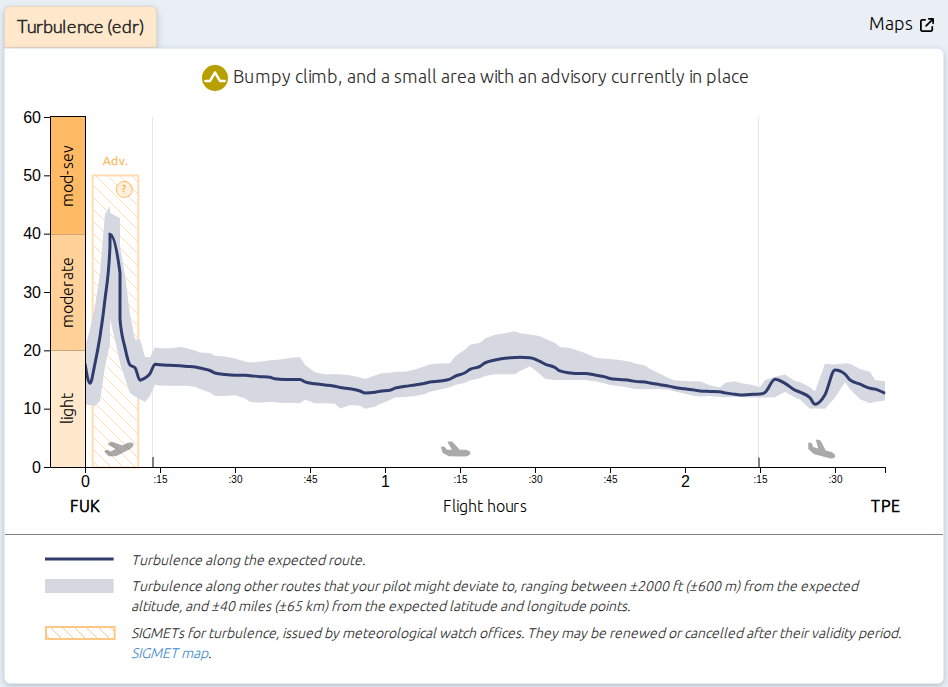 Turbulence (edr)
Maps
Bumpy climb, and a small area with an advisory currently in place
60
50
40
30
20
10
0
mod-sev
moderate
light
Adv.
?
0
:15
:30
:45
1
:15
:30
:45
2
:15
:30
FUK
Flight hours
TPE
Turbulence along the expected route.
Turbulence along other routes that your pilot might deviate to, ranging between ±2000 ft (±600 m) from the expected
altitude, and ±40 miles (±65 km) from the expected latitude and longitude points.
SIGMETs for turbulence, issued by meteorological watch offices. They may be renewed or cancelled after their validity period.
SIGMET map.